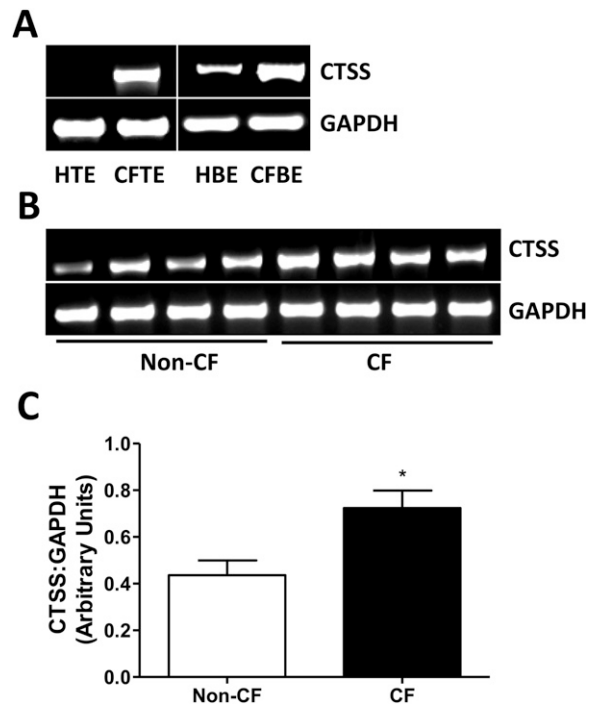 A
CTSS
GAPDH
HTE CFTE HBE CFBE
B
CTSS
GAPDH
Non-CF CF
C
CTSS:GAPDH
(Arbitrary Units)
1.0
0.8
0.6
0.4
0.2
0.0
*
Non-CF CF